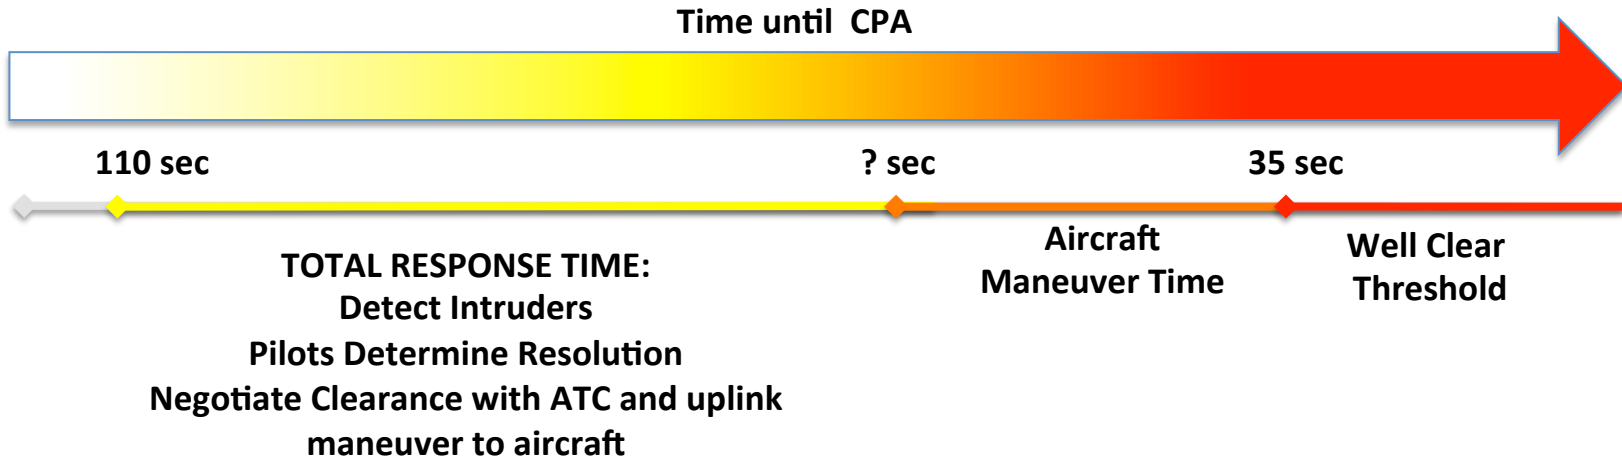 Time until  CPA
110 sec
? sec
35 sec
TOTAL RESPONSE TIME:
Detect Intruders
Pilots Determine Resolution
Negotiate Clearance with ATC and uplink
maneuver to aircraft
Aircraft
Maneuver Time
Well Clear
Threshold